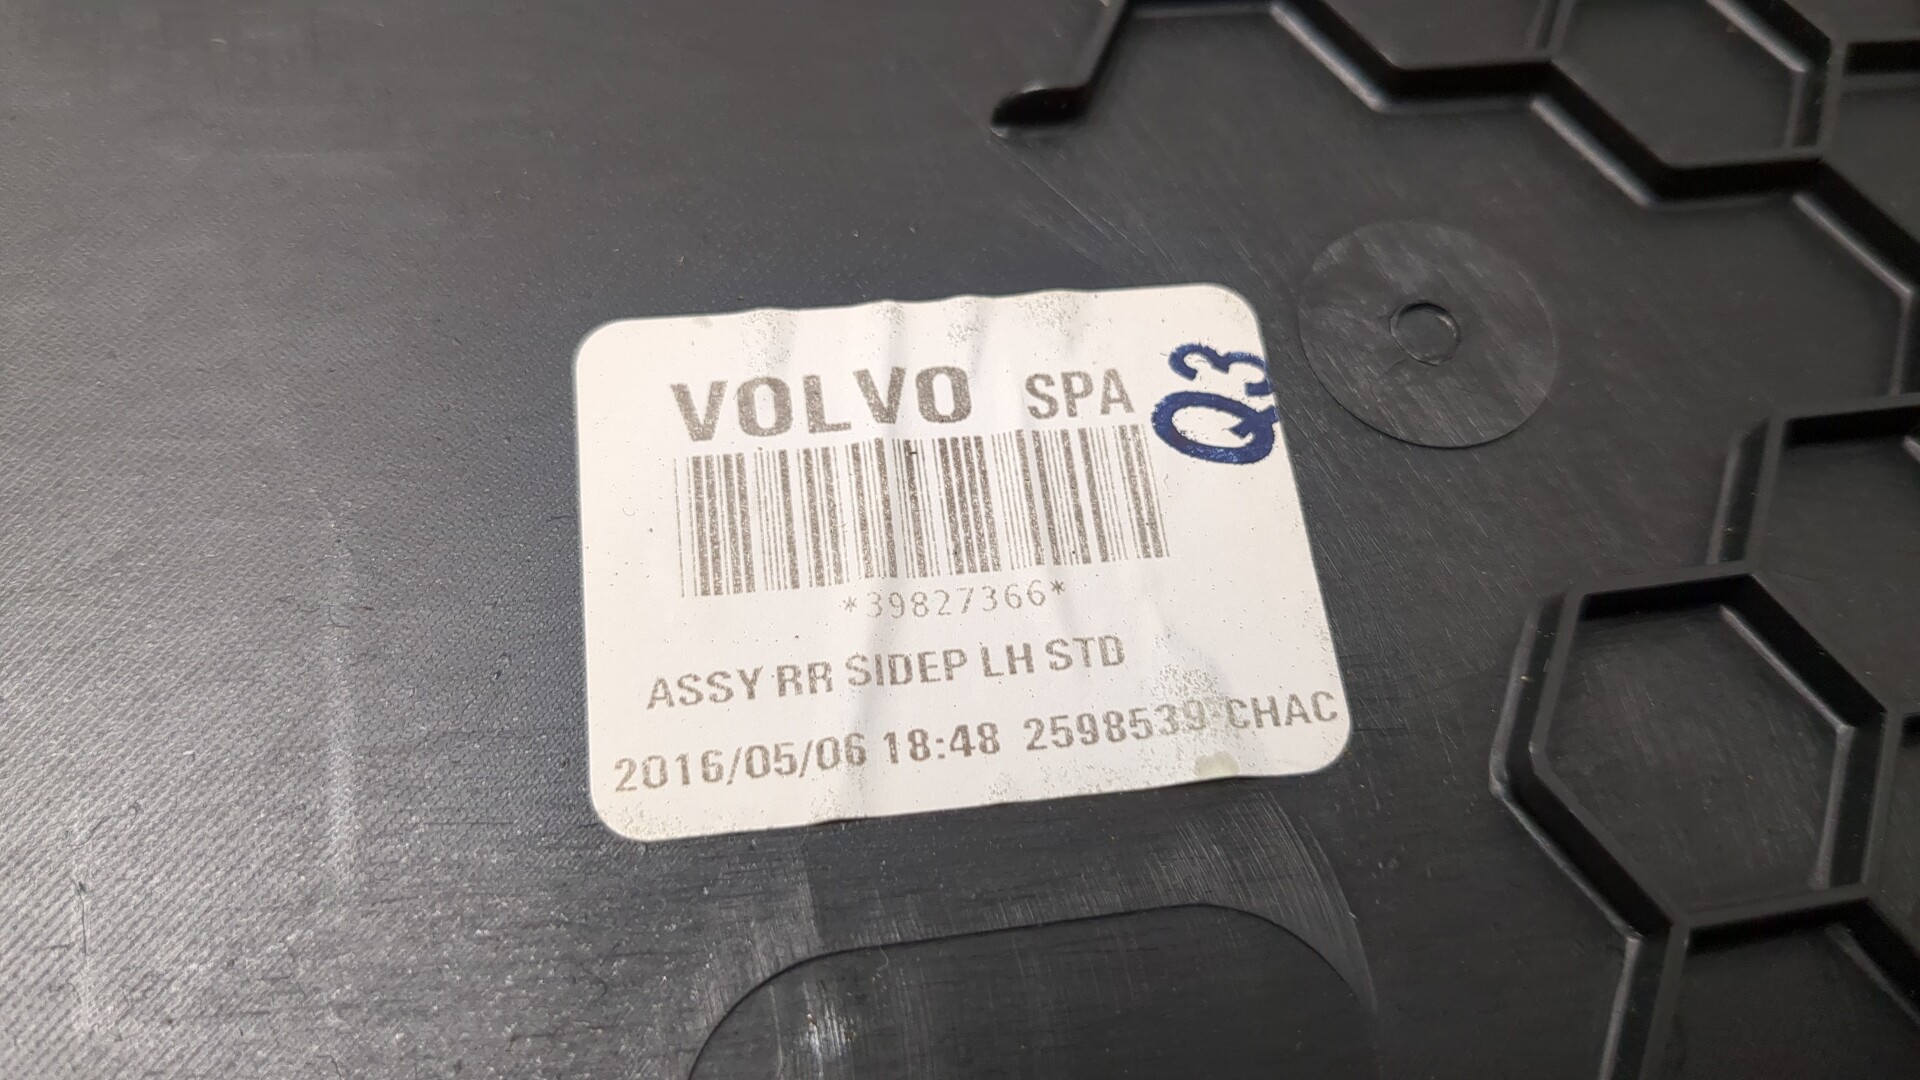 VOLVO SPA
Q3
*39827366*
ASSY RR SIDEP LH STD
2016/05/06 18:48 2598539-CHAC